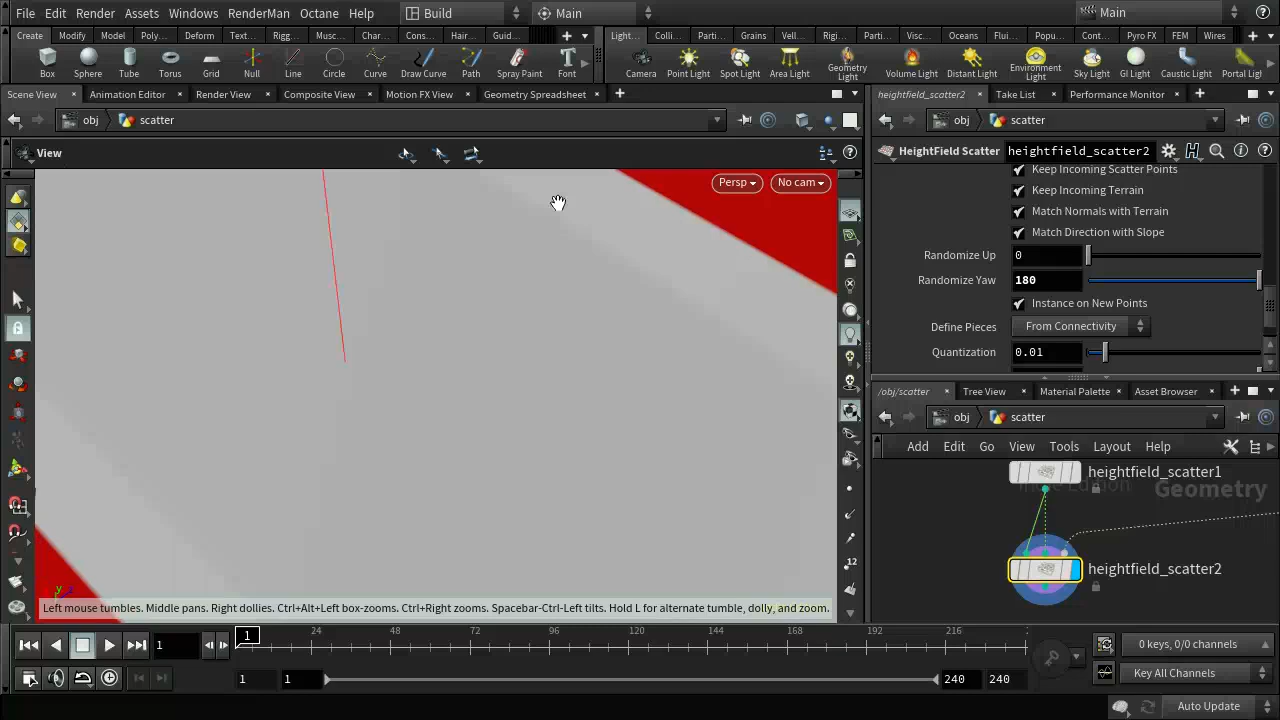 File Edit Render Assets Windows RenderMan Octane Help Build Main Main
Create Modify Model Poly... Deform Text... Rigg... Musc... Char... Cons... Hair... Guid... Light... Colli... Parti... Grains Vell... Rigi... Parti... Visc... Oceans Flui... Popu... Cont... Pyro FX FEM Wires
Box Sphere Tube Torus Grid Null Line Circle Curve Draw Curve Path Spray Paint Font Camera Point Light Spot Light Area Light Geometry Light Volume Light Distant Light Environment Light Sky Light GI Light Caustic Light Portal Ligl
Scene View Animation Editor Render View Composite View Motion FX View Geometry Spreadsheet heightfield_scatter2 Take List Performance Monitor
obj scatter obj scatter
View HeightField Scatter heightfield_scatter2
Keep Incoming Scatter Points
Persp No cam
Keep Incoming Terrain
Match Normals with Terrain
Match Direction with Slope
Randomize Up 0
Randomize Yaw 180
Instance on New Points
Define Pieces From Connectivity
Quantization 0.01
/obj/scatter Tree View Material Palette Asset Browser
obj scatter
Add Edit Go View Tools Layout Help
heightfield_scatter1
Indie Edition Geometry
12
heightfield_scatter2
y
Left mouse tumbles. Middle pans. Right dollies. Ctrl+Alt+Left box-zooms. Ctrl+Right zooms. Spacebar-Ctrl-Left tilts. Hold L for alternate tumble, dolly, and zoom.
1 1 24 48 72 96 120 144 168 192 216 0 keys, 0/0 channels
1 1 240 240 Key All Channels
Auto Update